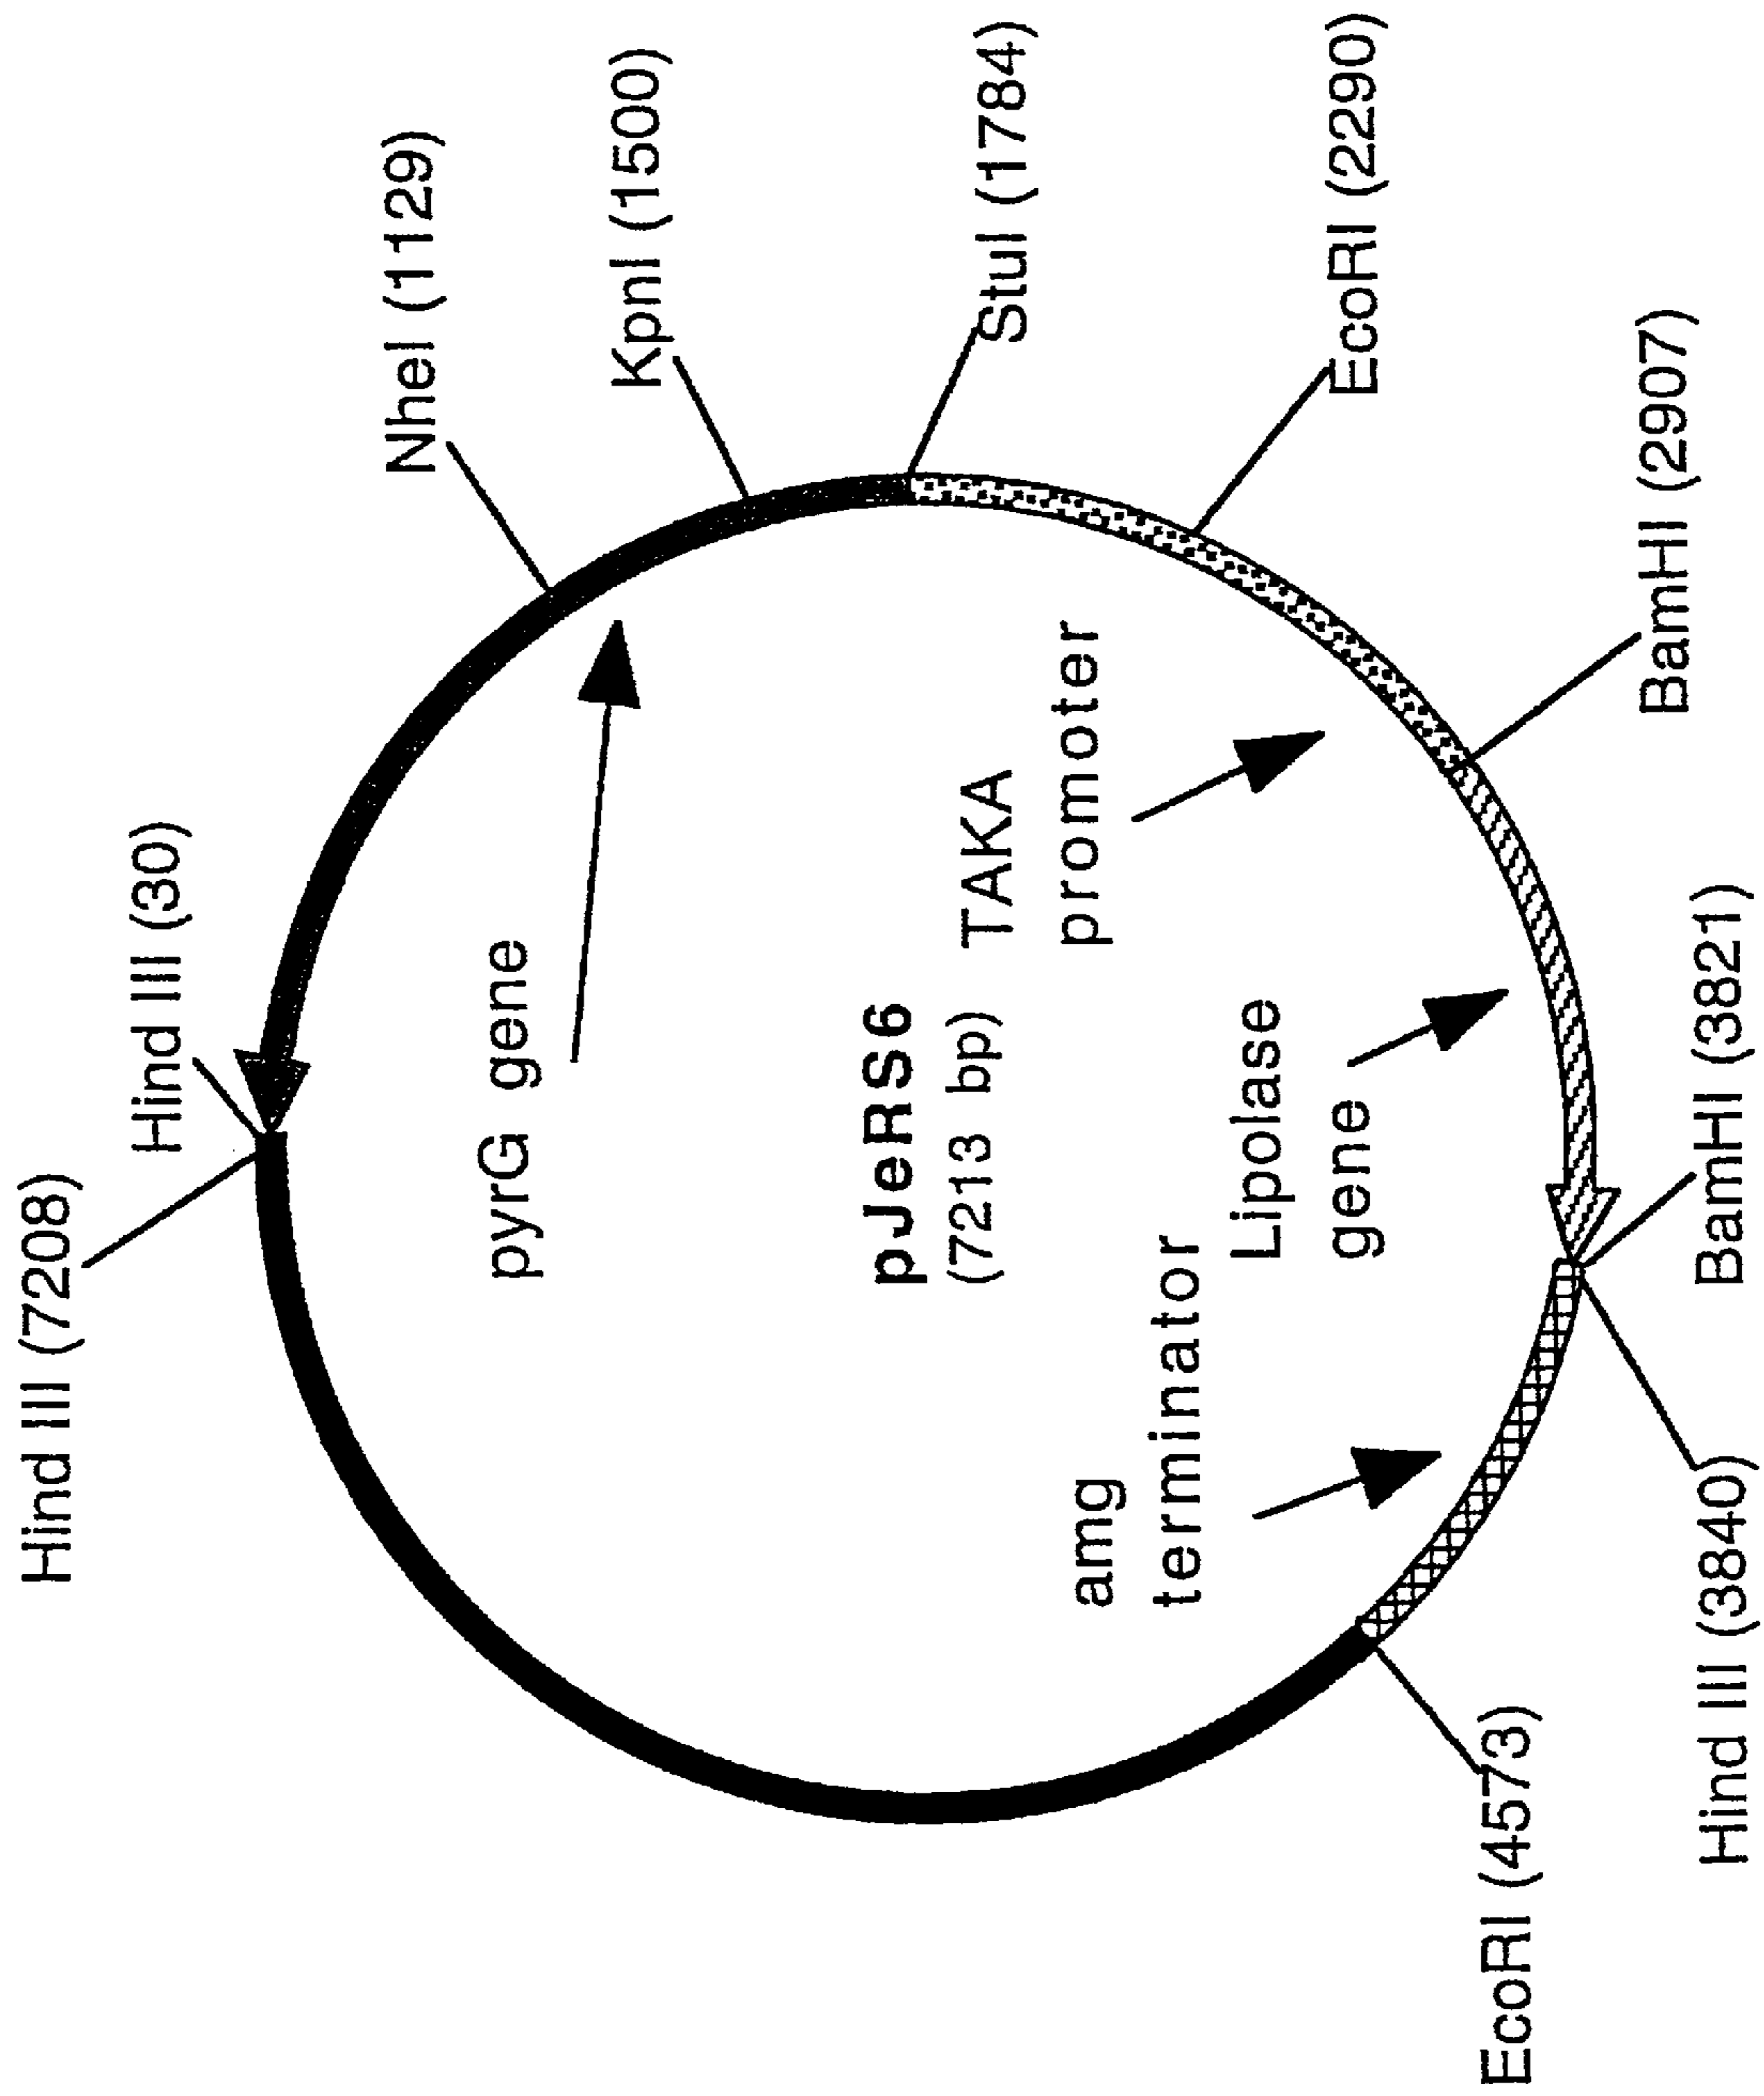 Hind III (7208)
Hind III (30)
NheI (1129)
KpnI (1500)
StuI (1784)
EcoRI (2290)
BamHI (2907)
BamHI (3821)
Hind III (3840)
EcoRI (4573)
pyrG gene
pJeRS6
(7213 bp)
TAKA
promoter
Lipolase
gene
amg
terminator